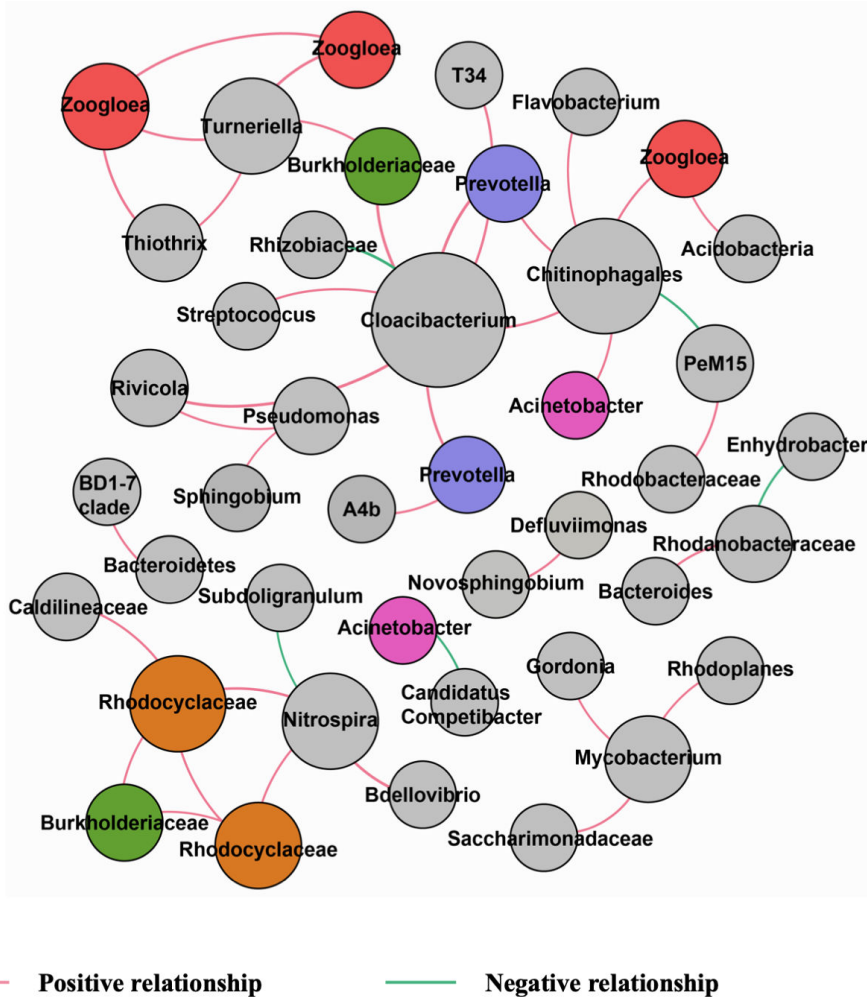 Zoogloea
T34
Zoogloea
Flavobacterium
Turneriella
Burkholderiaceae
Zoogloea
Prevotella
Thiothrix
Rhizobiaceae
Acidobacteria
Chitinophagales
Streptococcus
Cloacibacterium
PeM15
Rivicola
Pseudomonas
Acinetobacter
Enhydrobacter
Prevotella
Rhodobacteraceae
BD1-7
clade
Sphingobium
A4b
Defluviimonas
Rhodanobacteraceae
Bacteroidetes
Novosphingobium
Bacteroides
Subdoligranulum
Caldilineaceae
Acinetobacter
Gordonia
Rhodoplanes
Rhodocyclaceae
Nitrospira
Candidatus
Competibacter
Mycobacterium
Bdellovibrio
Burkholderiaceae
Saccharimonadaceae
Rhodocyclaceae
Positive relationship
Negative relationship